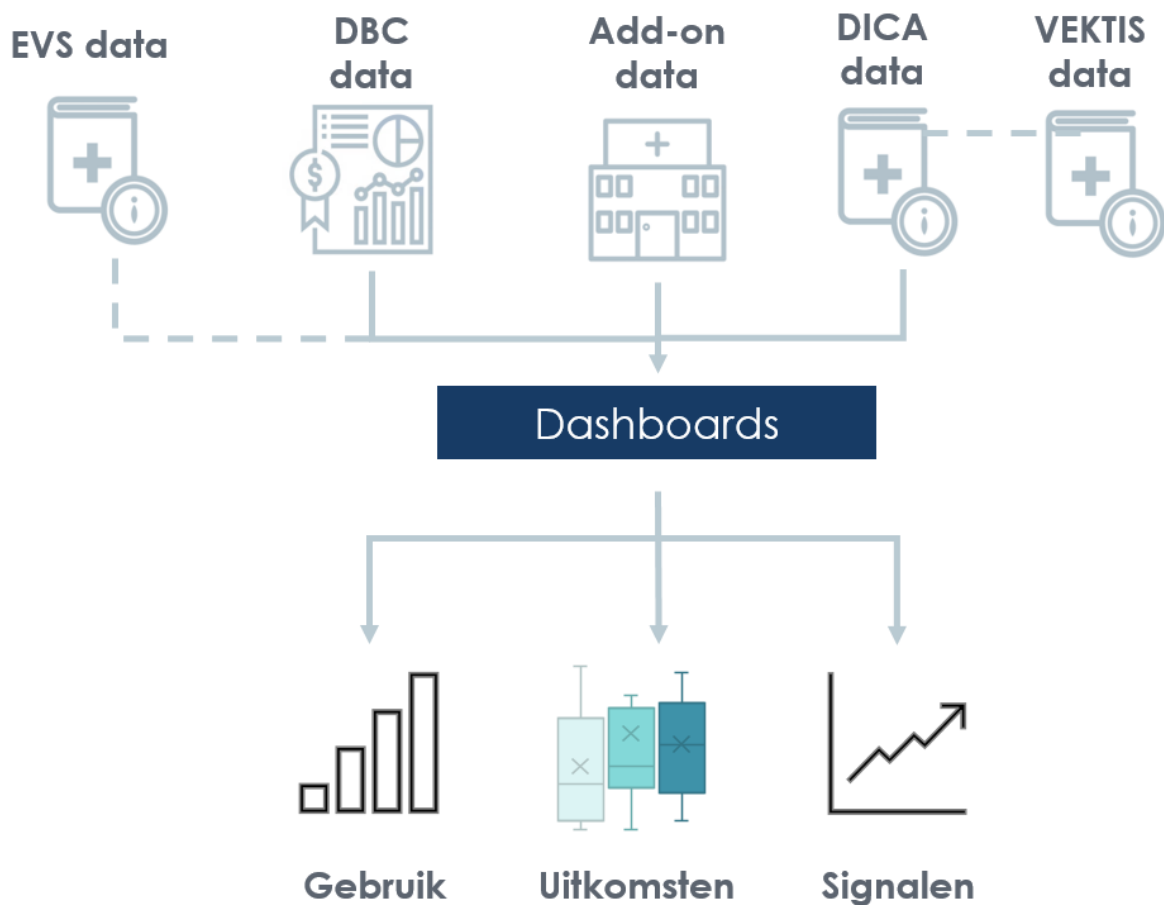 EVS data
DBC
data
Add-on
data
DICA
data
VEKTIS
data
$
Dashboards
Gebruik
Uitkomsten
Signalen